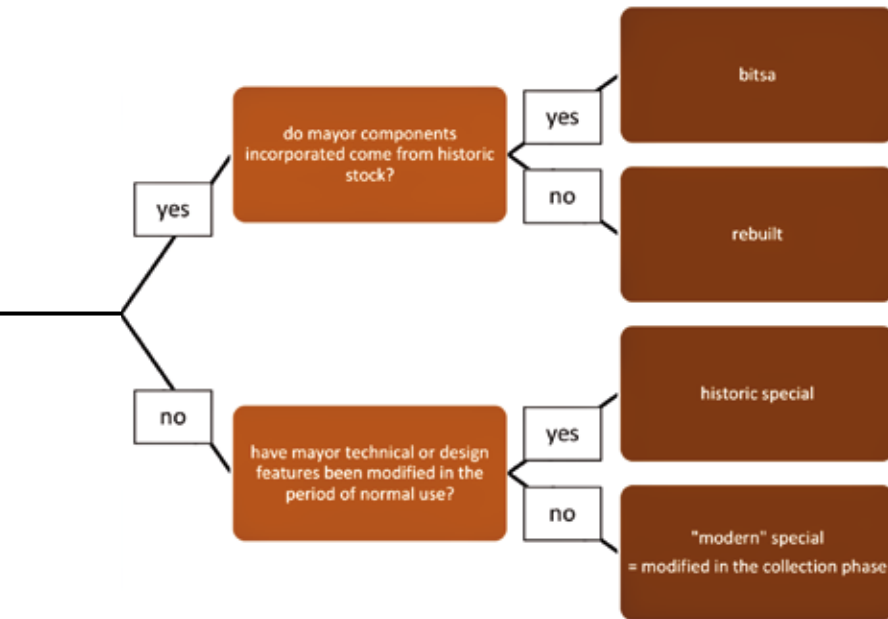 bitsa
yes
do mayor components
incorporated come from historic
stock?
yes
no
rebuilt
historic special
no
yes
have mayor technical or design
features been modified in the
period of normal use?
no
"modern" special
= modified in the collection phase